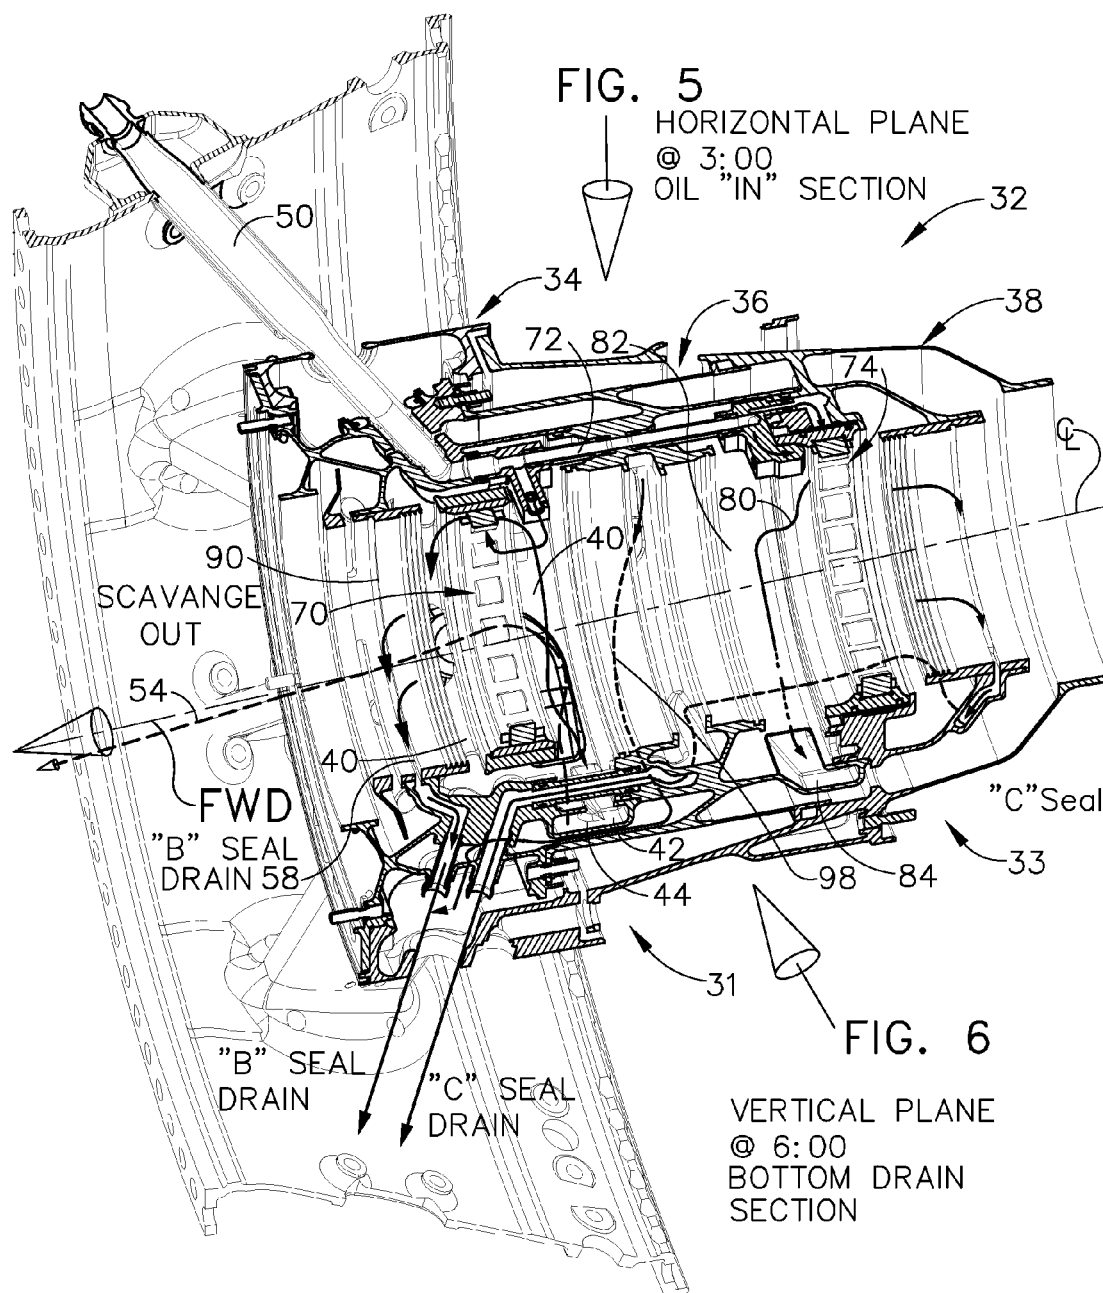 FIG. 5
HORIZONTAL PLANE
@ 3:00
OIL "IN" SECTION
50
32
34
36
38
72
82
74
℄
80
90
40
SCAVANGE
OUT
70
54
40
FWD
"B" SEAL
DRAIN 58
"C"Seal
42
98
84
33
44
31
FIG. 6
"B" SEAL
DRAIN
"C" SEAL
DRAIN
VERTICAL PLANE
@ 6:00
BOTTOM DRAIN
SECTION